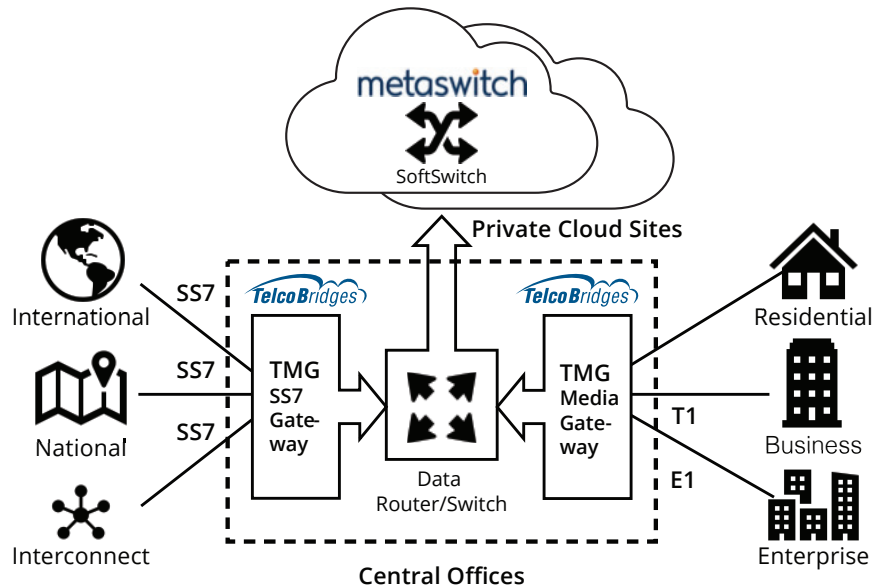 metaswitch
SoftSwitch
Private Cloud Sites
International
National
Interconnect
SS7
SS7
SS7
TelcoBridges
TMG
SS7
Gate-
way
Data
Router/Switch
TelcoBridges
TMG
Media
Gate-
way
T1
E1
Residential
Business
Enterprise
Central Offices